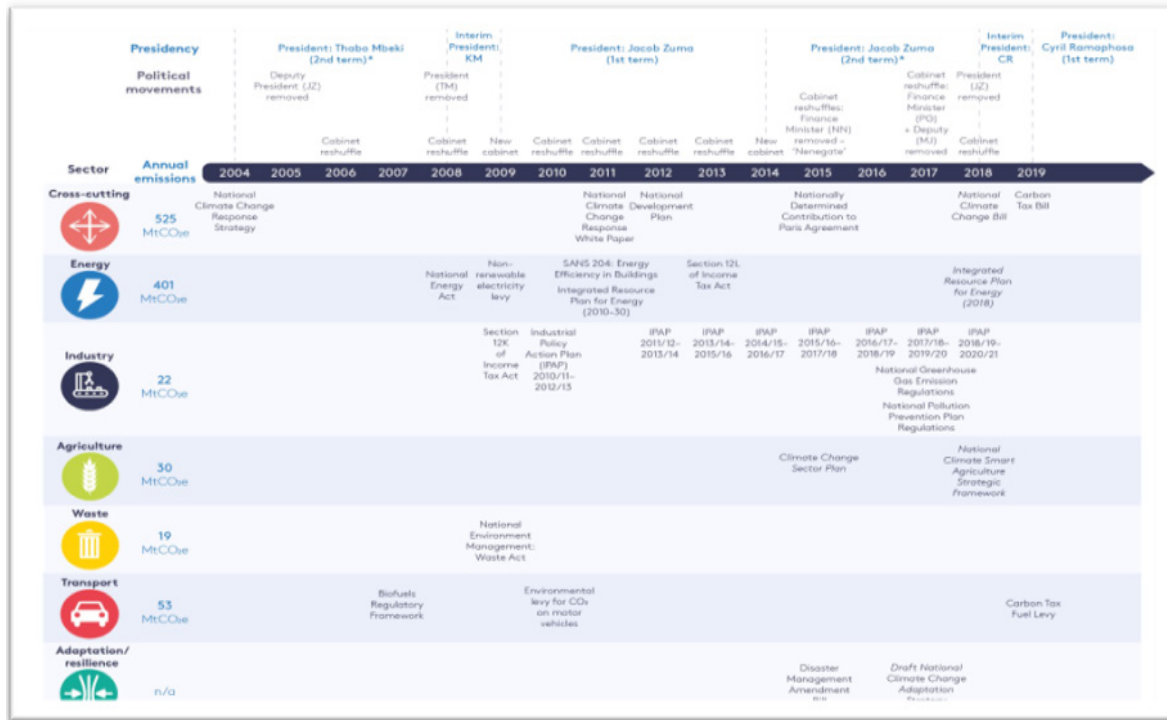 Presidency
President: Thabo Mbeki
(2nd term)*
Interim
President:
KM
President: Jacob Zuma
(1st term)
President: Jacob Zuma
(2nd term)*
Interim
President:
CR
President:
Cyril Ramaphosa
(1st term)
Political
movements
Deputy
President (JZ)
removed
President
(TM)
removed
Cabinet
reshuffles:
Finance
Minister (NN)
removed –
"Nenegate"
Cabinet
reshuffle:
Finance
Minister
(PG)
+ Deputy
(MJ)
removed
President
(JZ)
removed
Cabinet
reshuffle
Cabinet
reshuffle
New
cabinet
Cabinet
reshuffle
Cabinet
reshuffle
Cabinet
reshuffle
Cabinet
reshuffle
New
cabinet
Cabinet
reshuffle
Sector
Annual
emissions
2004 2005 2006 2007 2008 2009 2010 2011 2012 2013 2014 2015 2016 2017 2018 2019
Cross-cutting
525
MtCO₂e
National
Climate Change
Response
Strategy
National
Climate
Change
Response
White Paper
National
Development
Plan
Nationally
Determined
Contribution to
Paris Agreement
National
Climate
Change Bill
Carbon
Tax Bill
Energy
401
MtCO₂e
National
Energy
Act
Non-
renewable
electricity
levy
SANS 204: Energy
Efficiency in Buildings
Integrated Resource
Plan for Energy
(2010–30)
Section 12L
of Income
Tax Act
Integrated
Resource Plan
for Energy
(2018)
Industry
22
MtCO₂e
Section
12K
of
Income
Tax Act
Industrial
Policy
Action Plan
(IPAP)
2010/11–
2012/13
IPAP
2011/12–
2013/14
IPAP
2013/14–
2015/16
IPAP
2014/15–
2016/17
IPAP
2015/16–
2017/18
IPAP
2016/17–
2018/19
IPAP
2017/18–
2019/20
IPAP
2018/19–
2020/21
National Greenhouse
Gas Emission
Regulations
National Pollution
Prevention Plan
Regulations
Agriculture
30
MtCO₂e
Climate Change
Sector Plan
National
Climate Smart
Agriculture
Strategic
Framework
Waste
19
MtCO₂e
National
Environment
Management:
Waste Act
Transport
53
MtCO₂e
Biofuels
Regulatory
Framework
Environmental
levy for CO₂
on motor
vehicles
Carbon Tax
Fuel Levy
Adaptation/
resilience
n/a
Disaster
Management
Amendment
Draft National
Climate Change
Adaptation